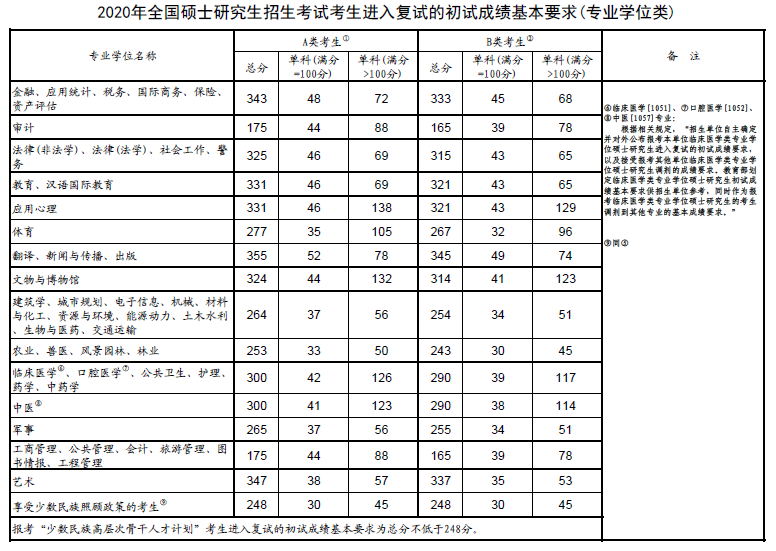 2020年全国硕士研究生招生考试考生进入复试的初试成绩基本要求(专业学位类)
专业学位名称 A类考生① B类考生② 备 注
总分 单科(满分=100分) 单科(满分>100分) 总分 单科(满分=100分) 单科(满分>100分)
金融、应用统计、税务、国际商务、保险、
资产评估 343 48 72 333 45 68
审计 175 44 88 165 39 78
法律(非法学)、法律(法学)、社会工作、警
务 325 46 69 315 43 65
教育、汉语国际教育 331 46 69 321 43 65
应用心理 331 46 138 321 43 129
体育 277 35 105 267 32 96
翻译、新闻与传播、出版 355 52 78 345 49 74
文物与博物馆 324 44 132 314 41 123
建筑学、城市规划、电子信息、机械、材料
与化工、资源与环境、能源动力、土木水利
、生物与医药、交通运输 264 37 56 254 34 51
农业、兽医、风景园林、林业 253 33 50 243 30 45
临床医学⑥、口腔医学⑦、公共卫生、护理、
药学、中药学 300 42 126 290 39 117
中医⑧ 300 41 123 290 38 114
军事 265 37 56 255 34 51
工商管理、公共管理、会计、旅游管理、图
书情报、工程管理 175 44 88 165 39 78
艺术 347 38 57 337 35 53
享受少数民族照顾政策的考生⑨ 248 30 45 248 30 45
报考“少数民族高层次骨干人才计划”考生进入复试的初试成绩基本要求为总分不低于248分。
⑥临床医学[1051]、⑦口腔医学[1052]、
⑧中医[1057]专业:
根据相关规定，“招生单位自主确定
并对外公布报考本单位临床医学类专业学
位硕士研究生进入复试的初试成绩要求，
以及接受报考其他单位临床医学类专业学
位硕士研究生调剂的成绩要求。教育部划
定临床医学类专业学位硕士研究生初试成
绩基本要求供招生单位参考，同时作为报
考临床医学类专业学位硕士研究生的考生
调剂到其他专业的基本成绩要求。”
⑨同⑤